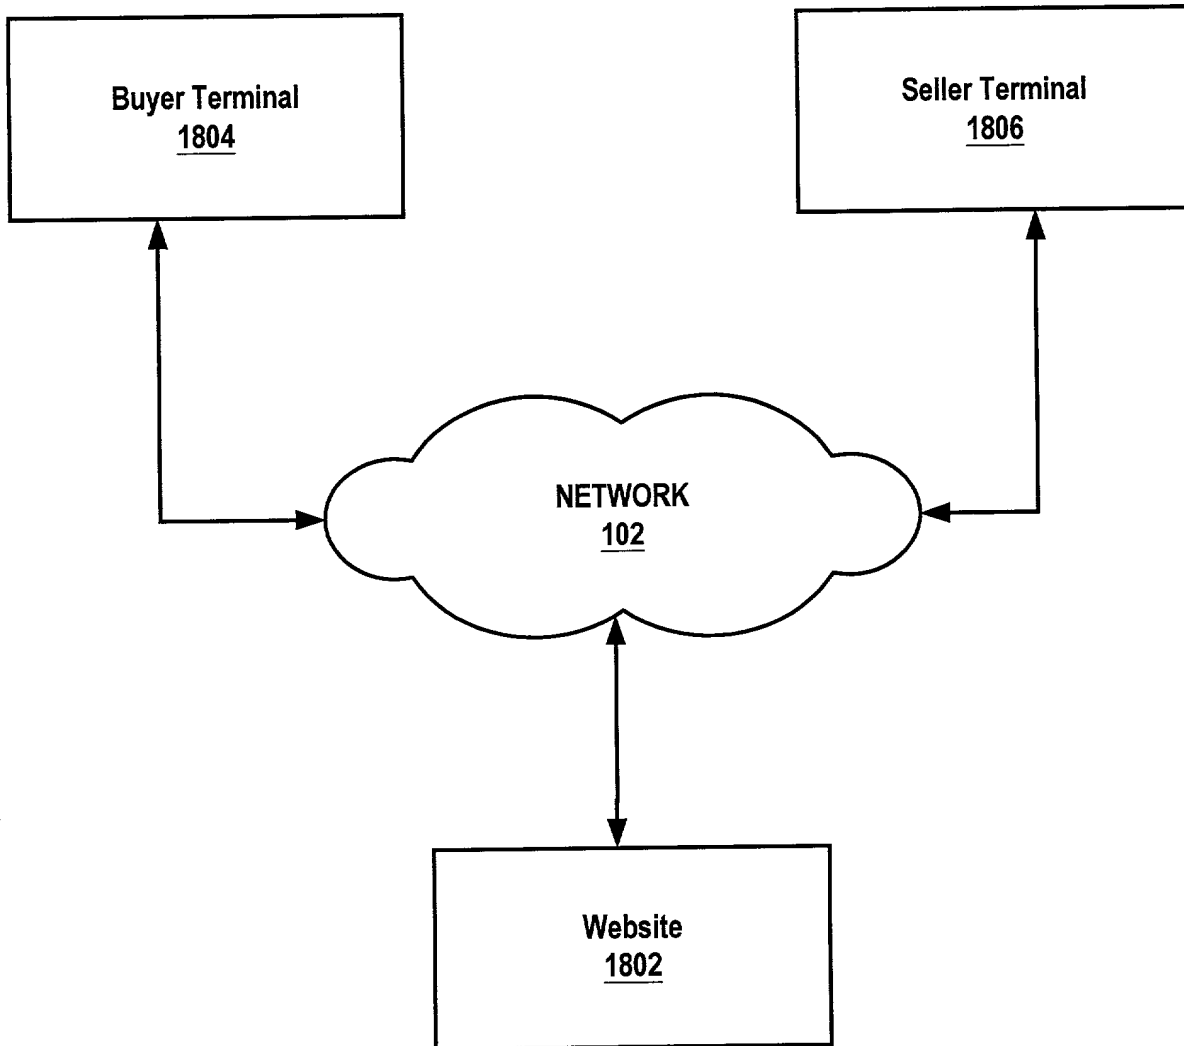 Buyer Terminal
1804
Seller Terminal
1806
NETWORK
102
Website
1802